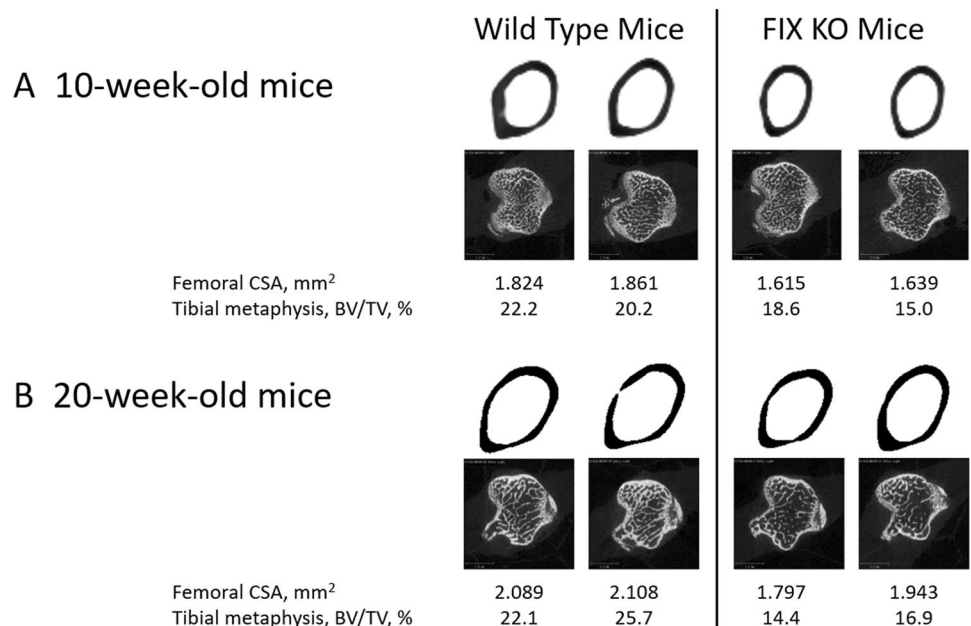 Wild Type Mice FIX KO Mice
A 10-week-old mice
Femoral CSA, mm² 1.824 1.861 1.615 1.639
Tibial metaphysis, BV/TV, % 22.2 20.2 18.6 15.0
B 20-week-old mice
Femoral CSA, mm² 2.089 2.108 1.797 1.943
Tibial metaphysis, BV/TV, % 22.1 25.7 14.4 16.9